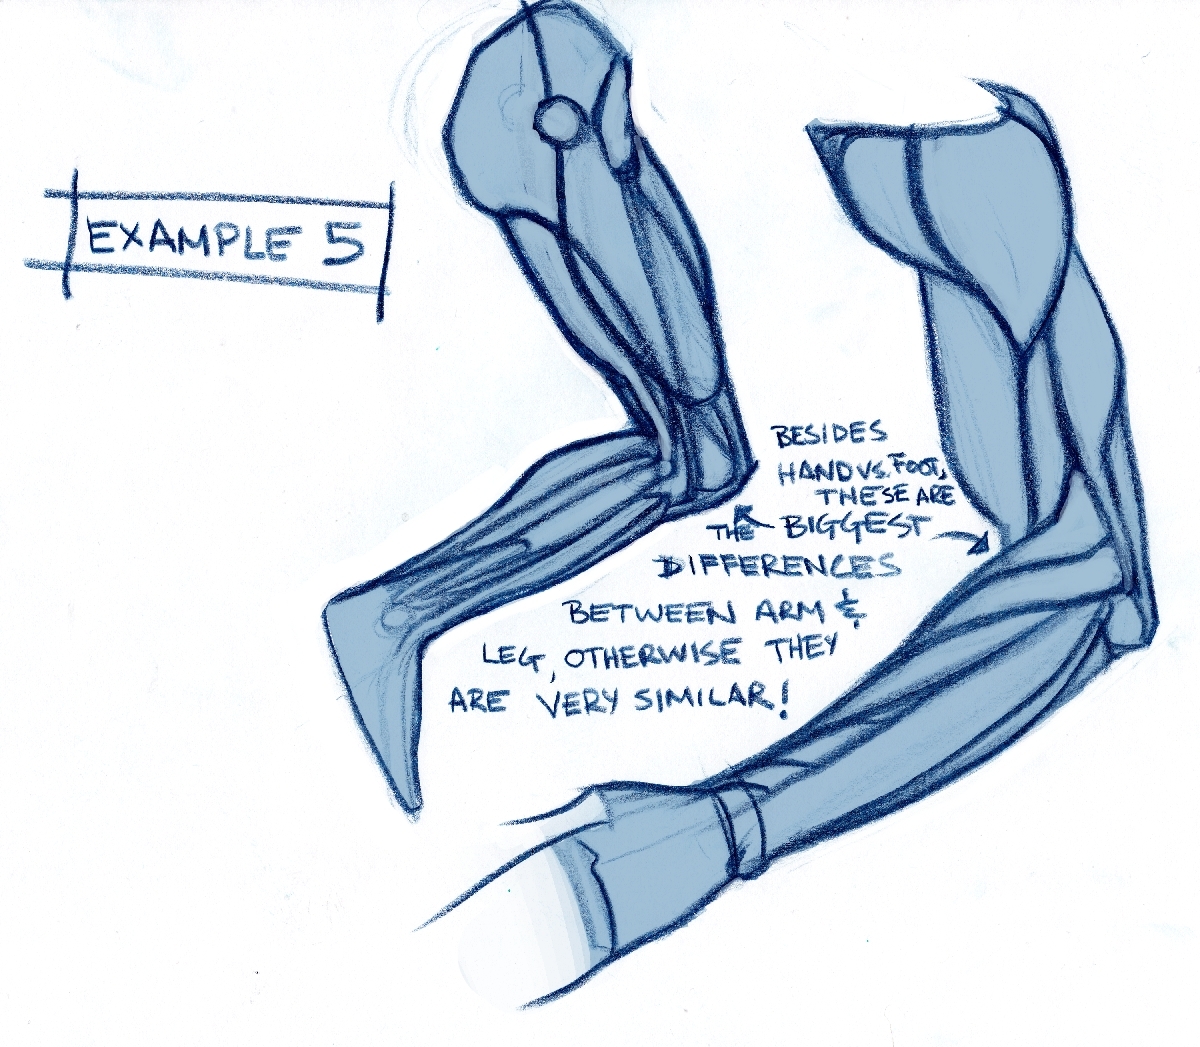 EXAMPLE 5
BESIDES
HAND VS. FOOT,
THESE ARE
THE BIGGEST
DIFFERENCES
BETWEEN ARM &
LEG, OTHERWISE THEY
ARE VERY SIMILAR!